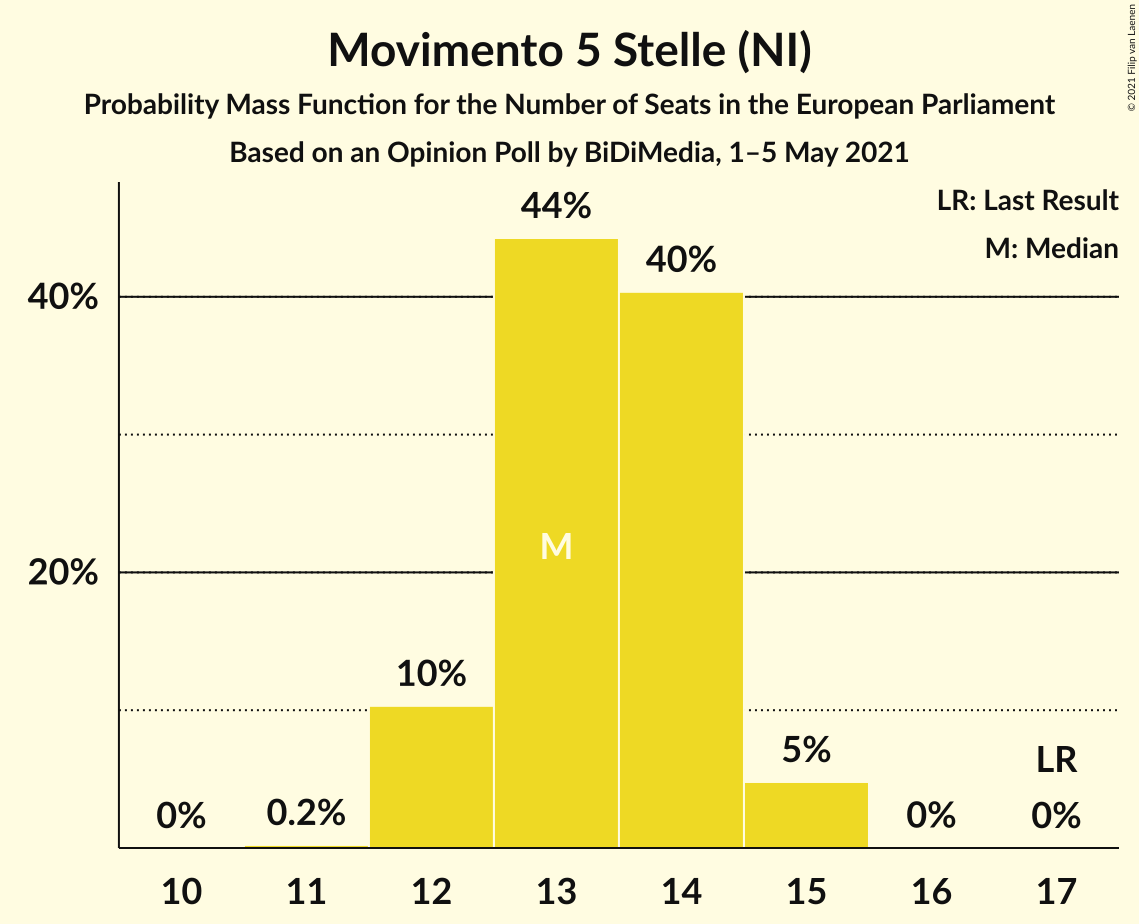 Movimento 5 Stelle (NI)
Probability Mass Function for the Number of Seats in the European Parliament
Based on an Opinion Poll by BiDiMedia, 1–5 May 2021
© 2021 Filip van Laenen
LR: Last Result
M: Median
44%
40%
40%
M
20%
10%
5%
LR
0%
0.2%
0%
0%
10
11
12
13
14
15
16
17